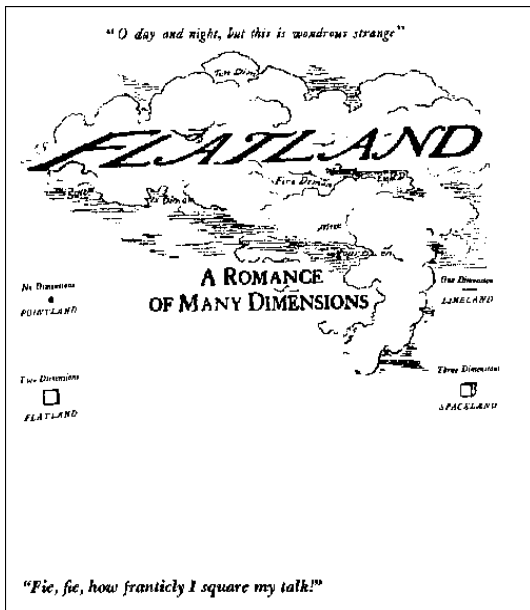 "O day and night, but this is wondrous strange"
FLATLAND
A ROMANCE
OF MANY DIMENSIONS
No Dimensions
POINTLAND
One Dimension
LINELAND
Two Dimensions
FLATLAND
Three Dimensions
SPACELAND
"Fie, fie, how franticly I square my talk!"